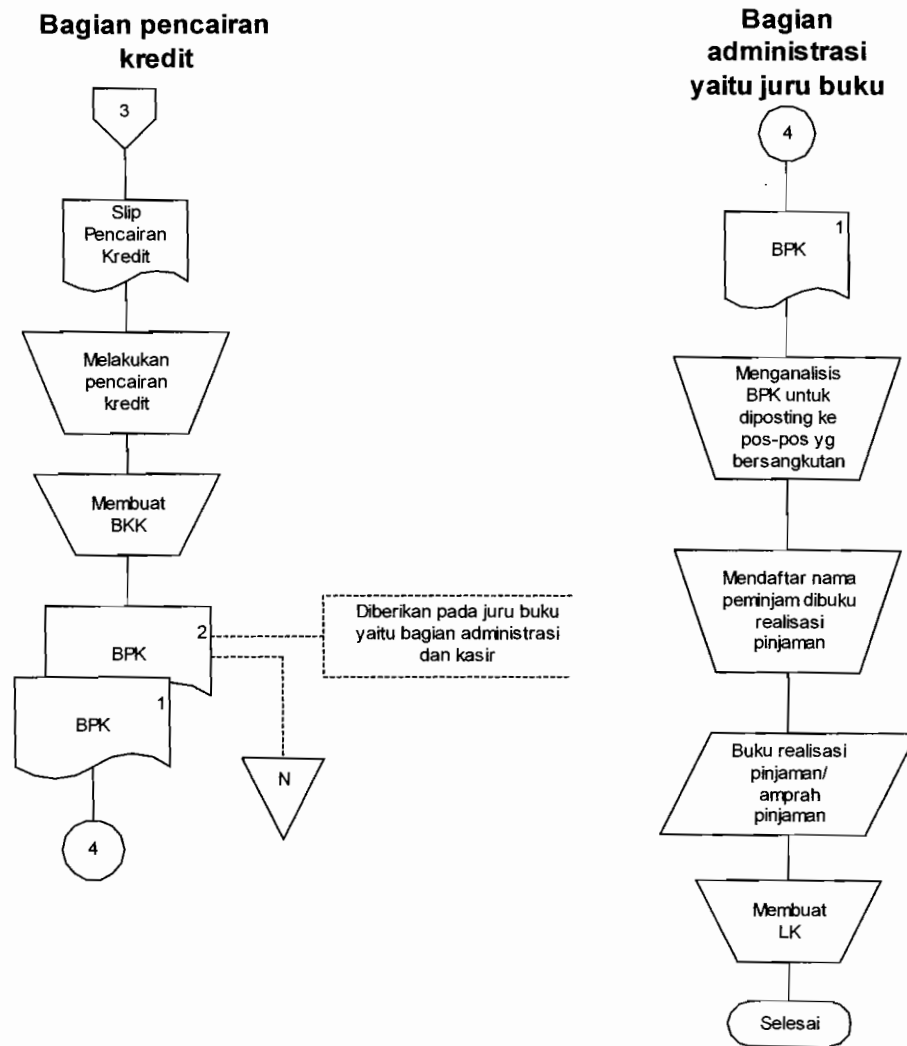 Bagian pencairan
kredit
3
Slip
Pencairan
Kredit
Melakukan
pencairan
kredit
Membuat
BKK
2
BPK
1
BPK
4
Diberikan pada juru buku
yaitu bagian administrasi
dan kasir
N
Bagian
administrasi
yaitu juru buku
4
1
BPK
Menganalisis
BPK untuk
diposting ke
pos-pos yg
bersangkutan
Mendaftar nama
peminjam dibuku
realisasi
pinjaman
Buku realisasi
pinjaman/
amprah
pinjaman
Membuat
LK
Selesai